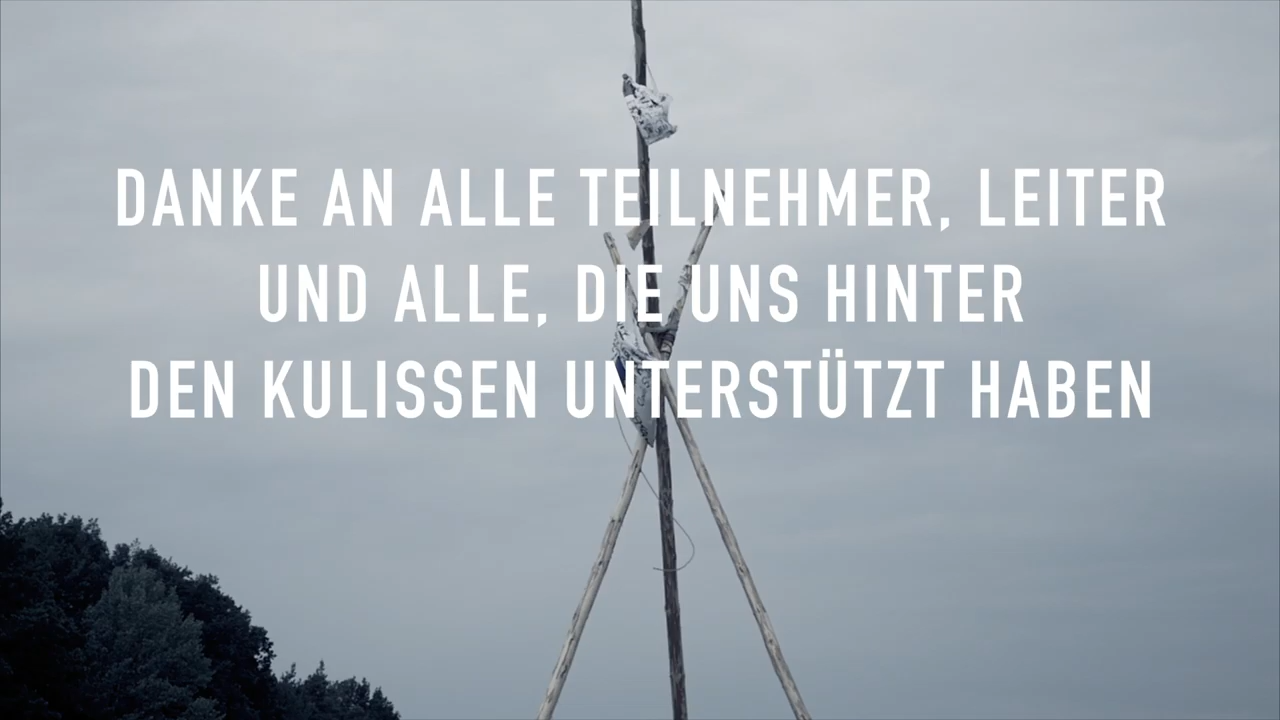 DANKE AN ALLE TEILNEHMER, LEITER
UND ALLE, DIE UNS HINTER
DEN KULISSEN UNTERSTÜTZT HABEN